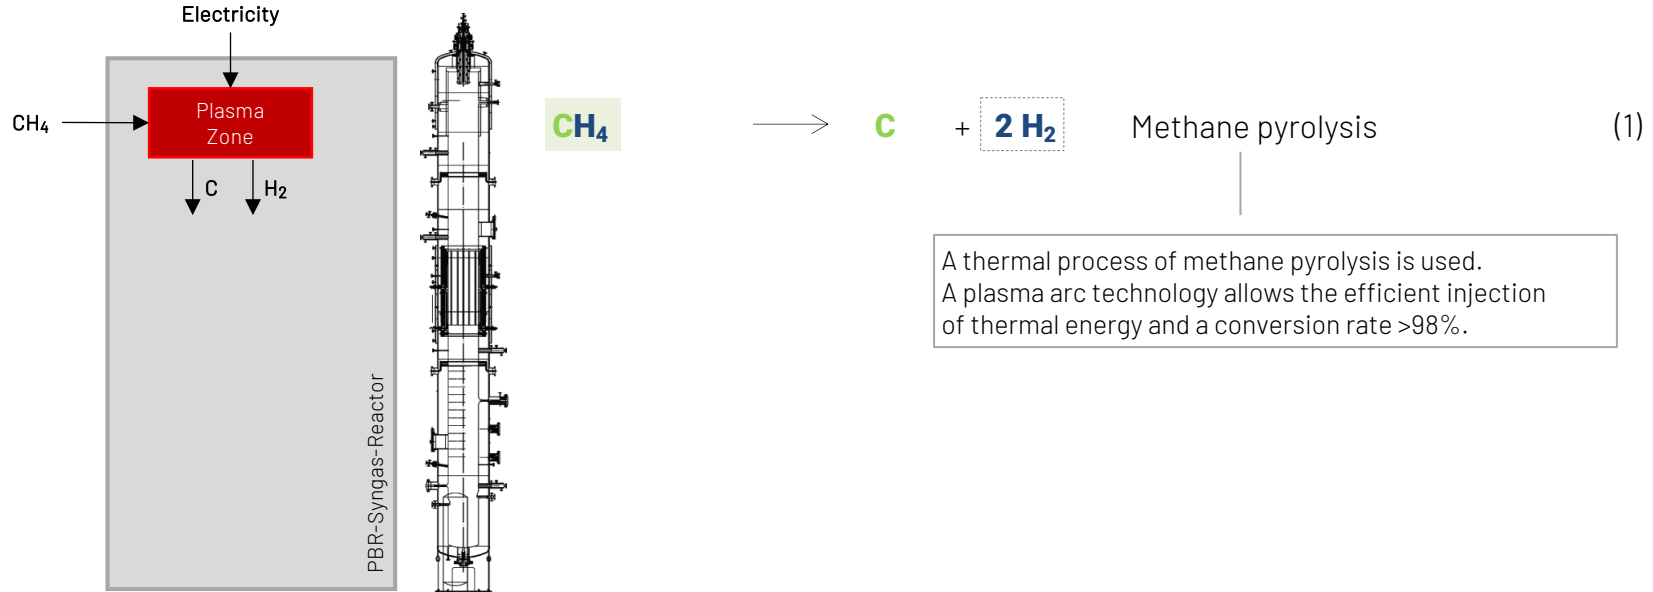 Electricity
CH₄
Plasma
Zone
C
H₂
PBR-Syngas-Reactor
CH₄ → C + 2 H₂ Methane pyrolysis (1)
A thermal process of methane pyrolysis is used.
A plasma arc technology allows the efficient injection
of thermal energy and a conversion rate >98%.